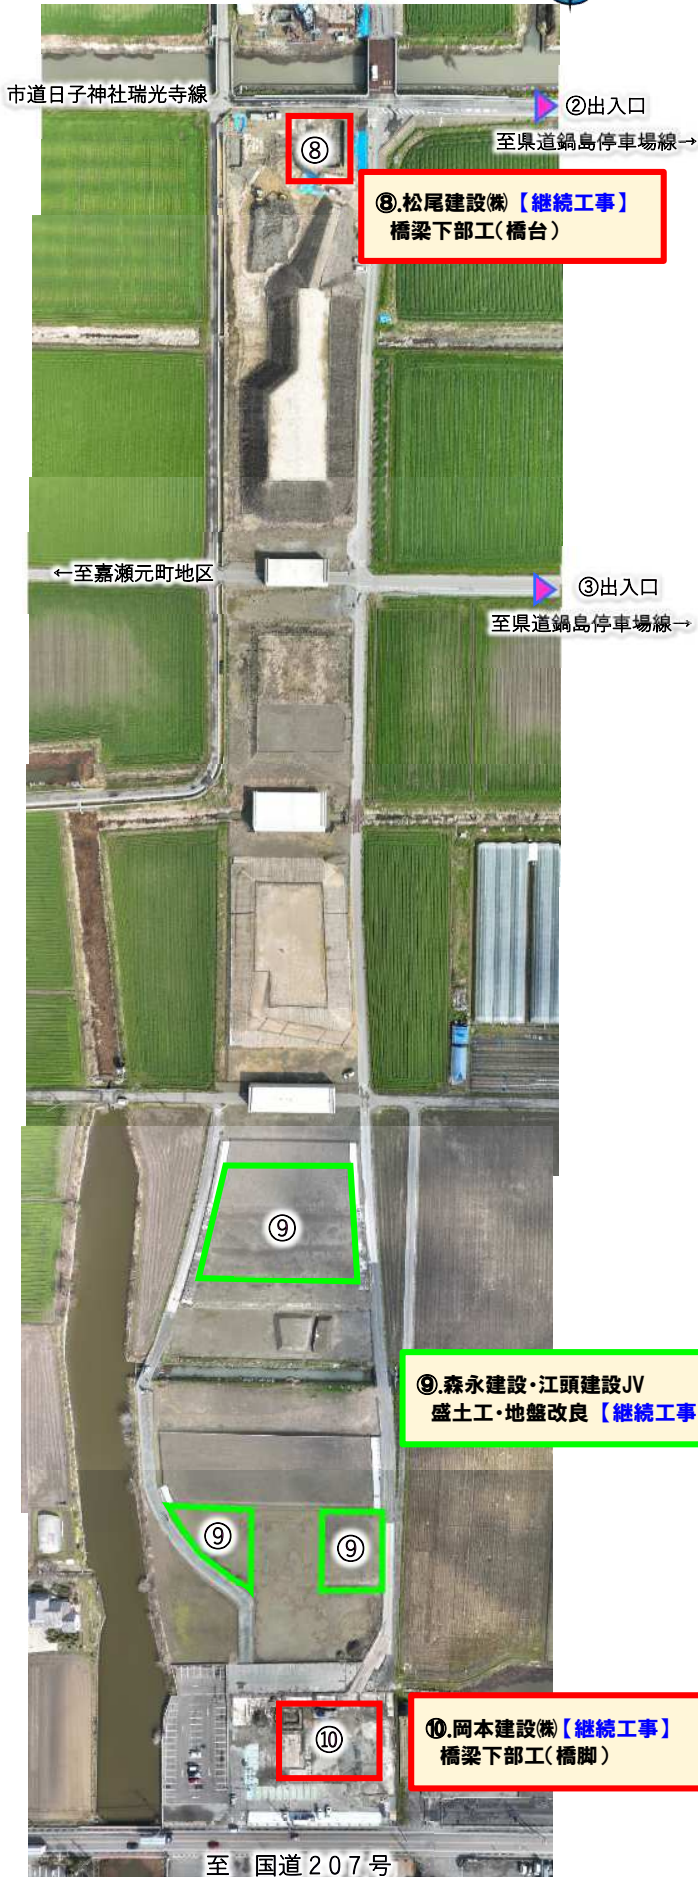 市道日子神社瑞光寺線
②出入口
至県道鍋島停車場線→
⑧
⑧.松尾建設㈱【継続工事】
橋梁下部工(橋台)
←至嘉瀬元町地区
③出入口
至県道鍋島停車場線→
⑨
⑨.森永建設・江頭建設JV
盛土工・地盤改良【継続工事
⑨
⑨
⑩
⑩.岡本建設㈱【継続工事】
橋梁下部工(橋脚)
至 国道207号